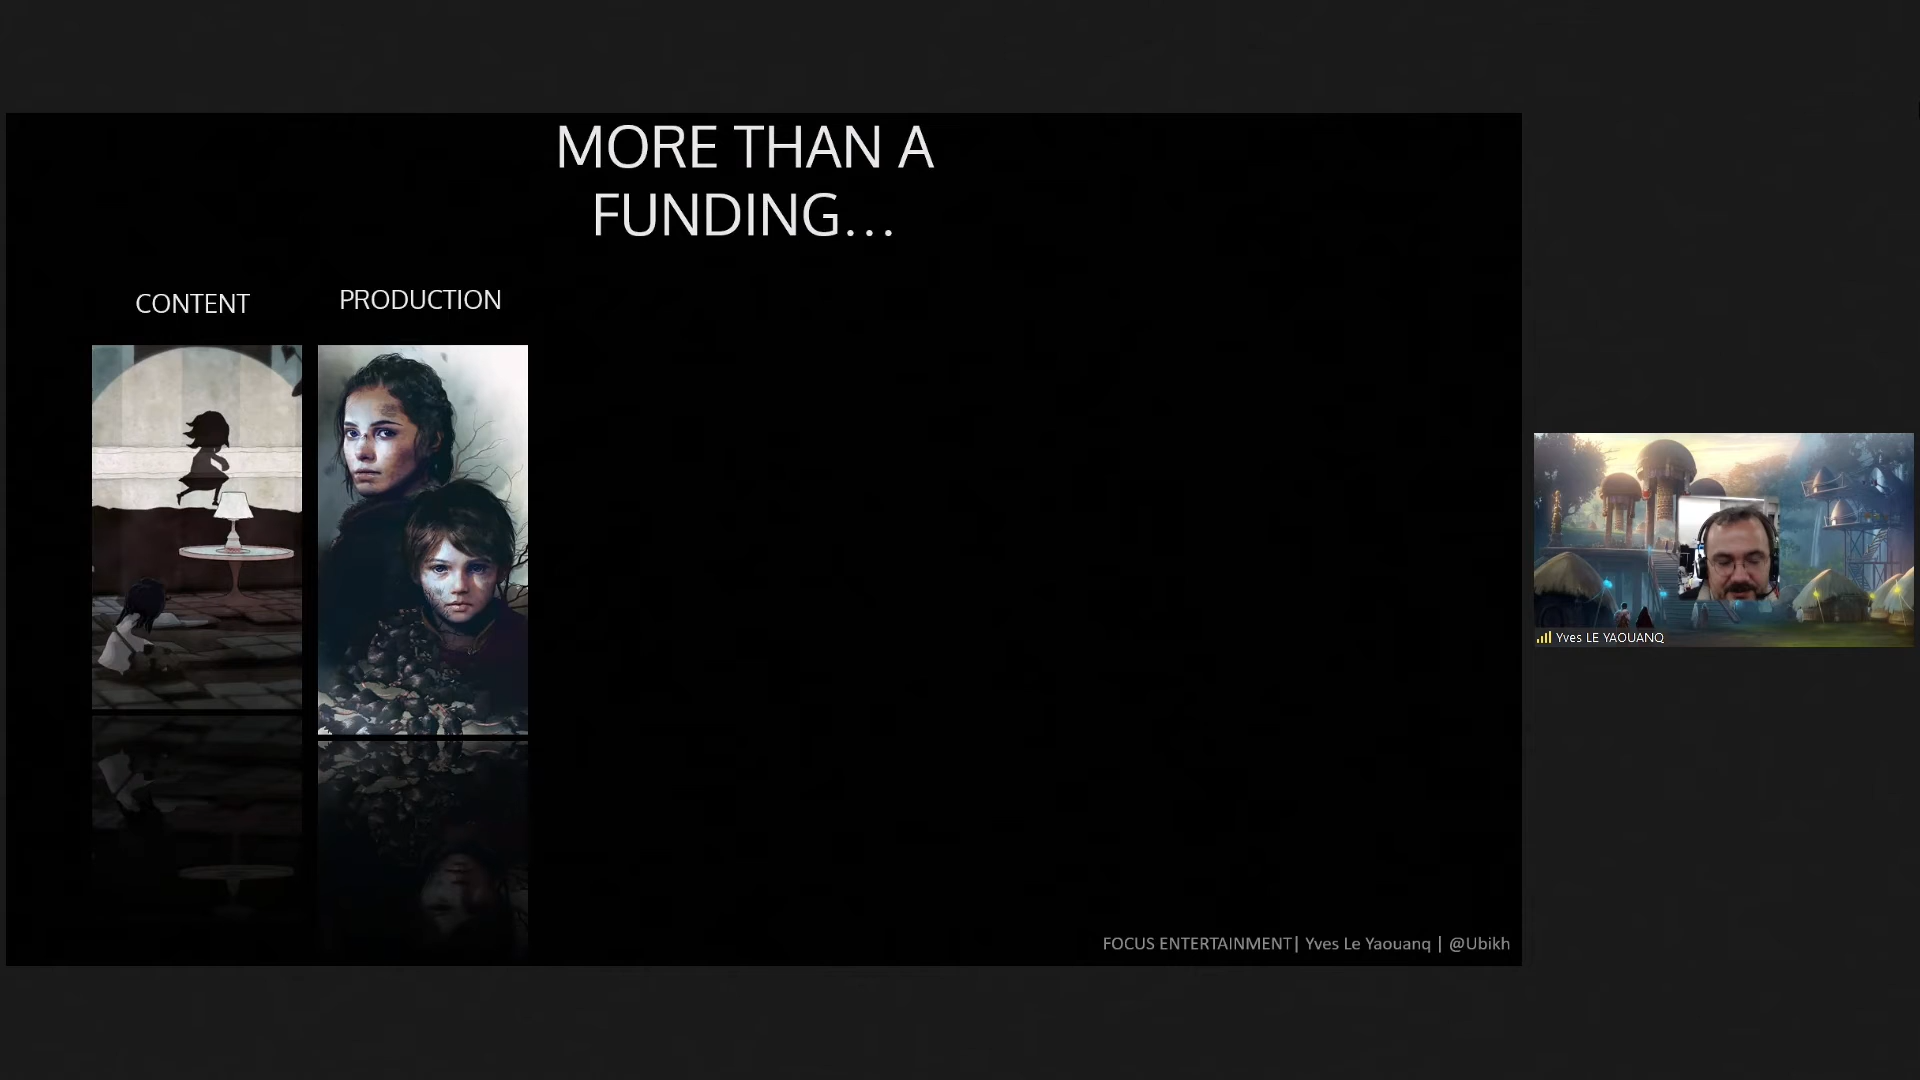 MORE THAN A
FUNDING...
CONTENT
PRODUCTION
Yves LE YAOUANQ
FOCUS ENTERTAINMENT| Yves Le Yaouanq | @Ubikh